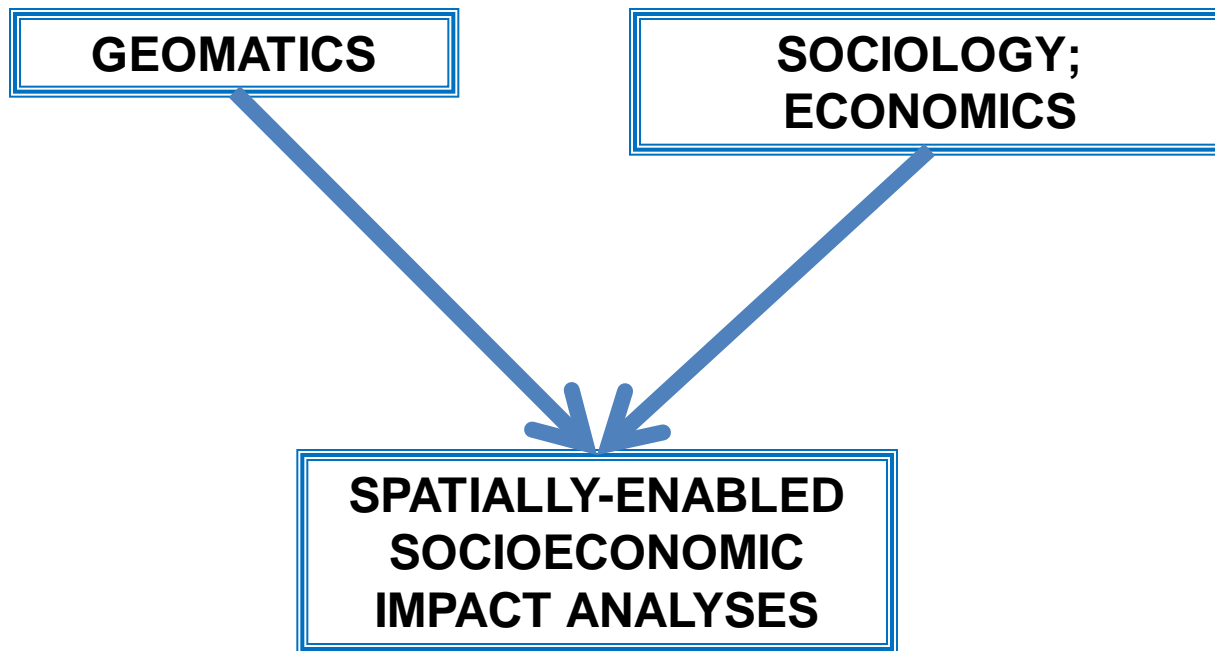 GEOMATICS
SOCIOLOGY;
ECONOMICS
SPATIALLY-ENABLED
SOCIOECONOMIC
IMPACT ANALYSES